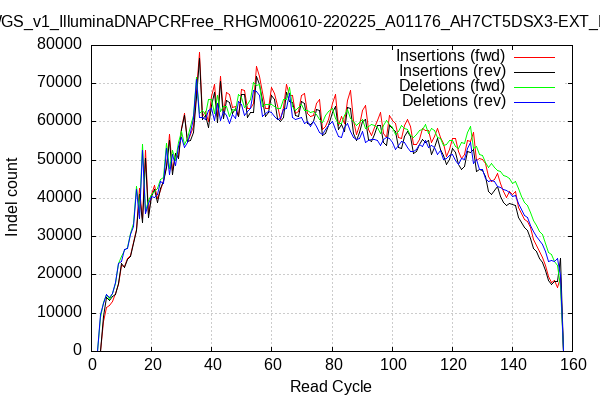 WGS_v1_IlluminaDNAPCRFree_RHGM00610-220225_A01176_AH7CT5DSX3-EXT_
Insertions (fwd)
Insertions (rev)
Deletions (fwd)
Deletions (rev)
Indel count
80000
70000
60000
50000
40000
30000
20000
10000
0
0 20 40 60 80 100 120 140 160
Read Cycle